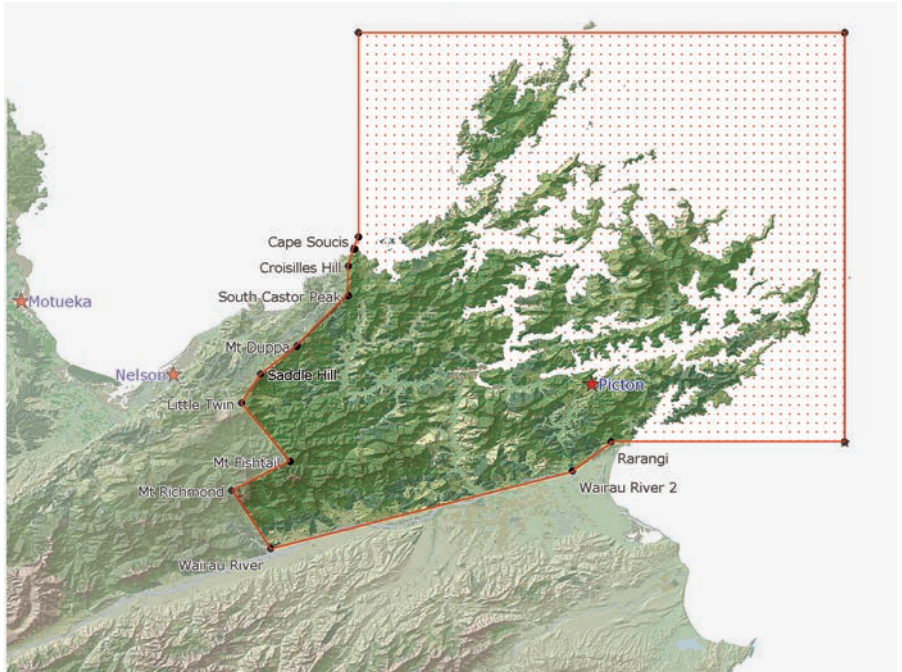 Cape Soucis
Croisilles Hill
South Castor Peak
Motueka
Mt Duppa
Nelson
Saddle Hill
Picton
Little Twin
Rarangi
Mt Fishtail
Wairau River 2
Mt Richmond
Wairau River